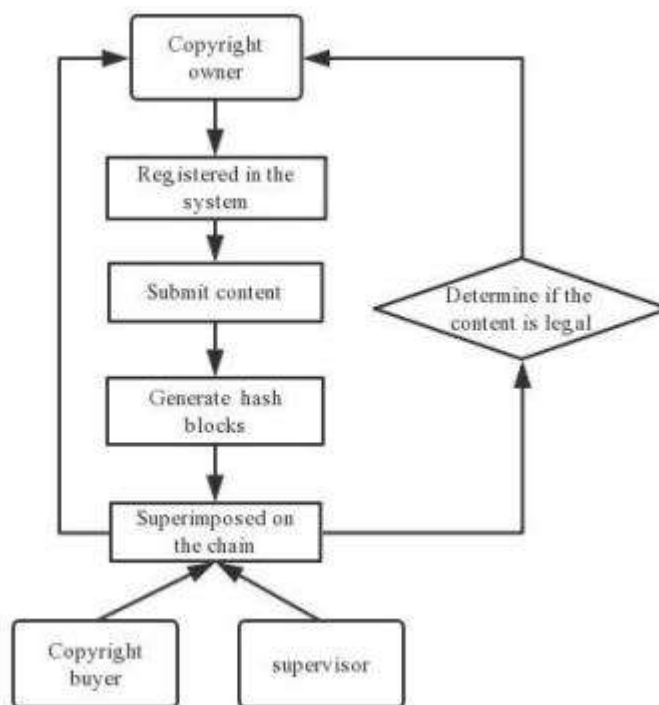 Copyright
owner
Registered in the
system
Submit content
Determine if the
content is legal
Generate hash
blocks
Superimposed on
the chain
Copyright
buyer
supervisor